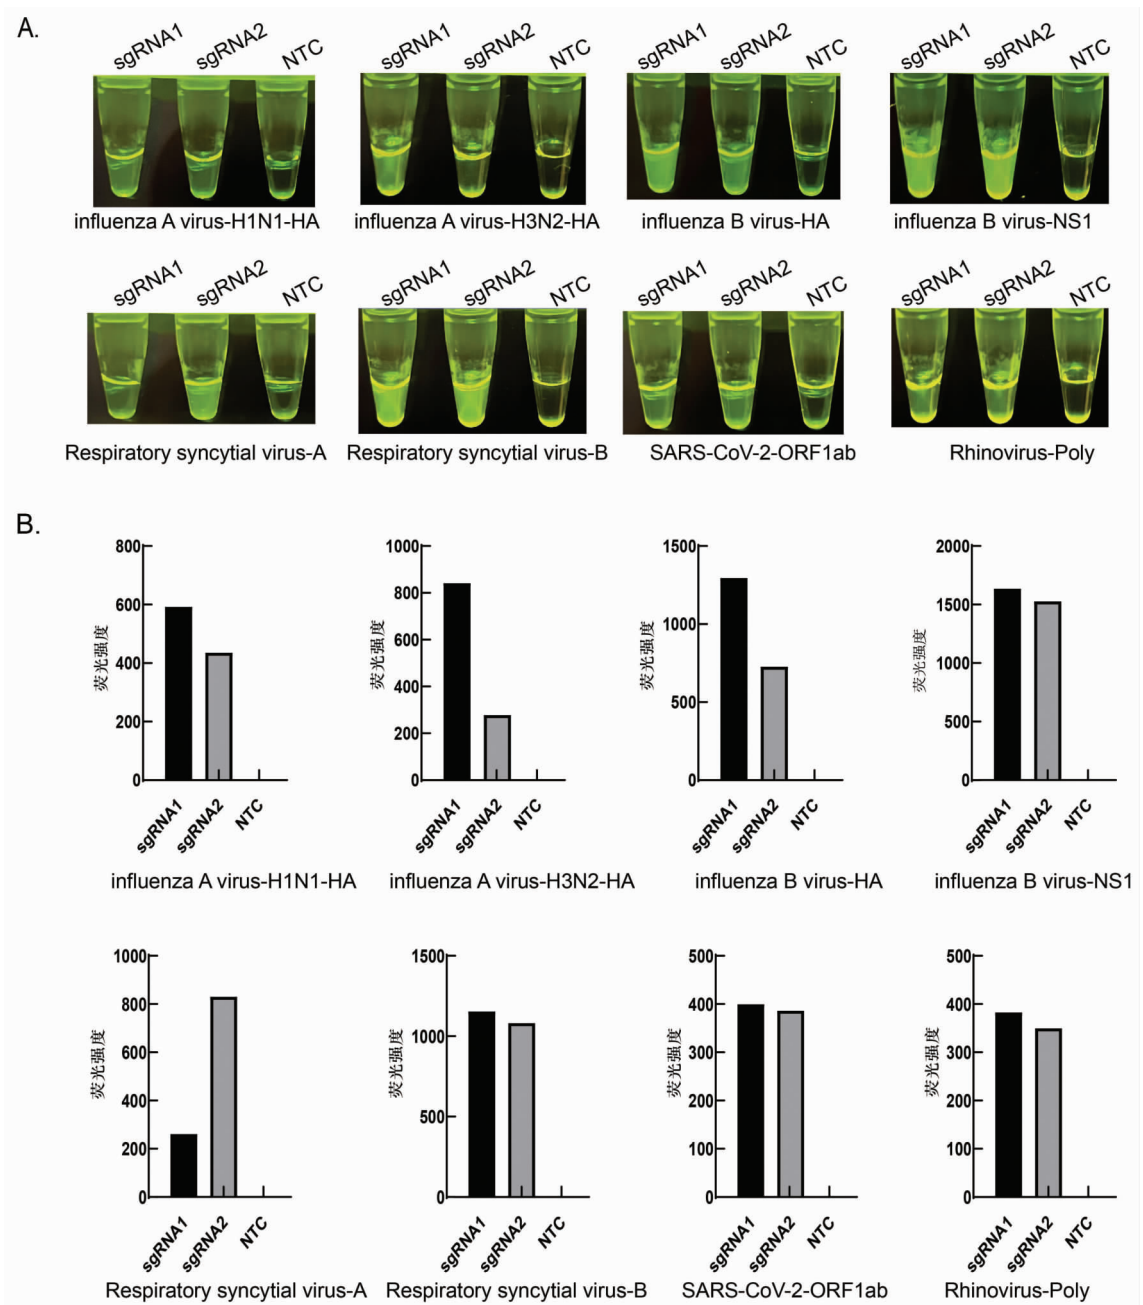 A.
sgRNA1 sgRNA2 NTC sgRNA1 sgRNA2 NTC sgRNA1 sgRNA2 NTC sgRNA1 sgRNA2 NTC
influenza A virus-H1N1-HA influenza A virus-H3N2-HA influenza B virus-HA influenza B virus-NS1
sgRNA1 sgRNA2 NTC sgRNA1 sgRNA2 NTC sgRNA1 sgRNA2 NTC sgRNA1 sgRNA2 NTC
Respiratory syncytial virus-A Respiratory syncytial virus-B SARS-CoV-2-ORF1ab Rhinovirus-Poly
B.
荧光强度
800
600
400
200
0
sgRNA1 sgRNA2 NTC
influenza A virus-H1N1-HA
荧光强度
1000
800
600
400
200
0
sgRNA1 sgRNA2 NTC
influenza A virus-H3N2-HA
荧光强度
1500
1000
500
0
sgRNA1 sgRNA2 NTC
influenza B virus-HA
荧光强度
2000
1500
1000
500
0
sgRNA1 sgRNA2 NTC
influenza B virus-NS1
荧光强度
1000
800
600
400
200
0
sgRNA1 sgRNA2 NTC
Respiratory syncytial virus-A
荧光强度
1500
1000
500
0
sgRNA1 sgRNA2 NTC
Respiratory syncytial virus-B
荧光强度
500
400
300
200
100
0
sgRNA1 sgRNA2 NTC
SARS-CoV-2-ORF1ab
荧光强度
500
400
300
200
100
0
sgRNA1 sgRNA2 NTC
Rhinovirus-Poly